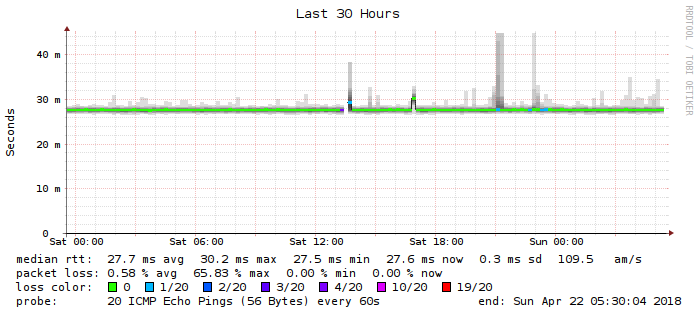 Last 30 Hours
RRDTOOL / TOBI OETIKER
Seconds
40 m
30 m
20 m
10 m
0
Sat 00:00 Sat 06:00 Sat 12:00 Sat 18:00 Sun 00:00
median rtt: 27.7 ms avg 30.2 ms max 27.5 ms min 27.6 ms now 0.3 ms sd 109.5 am/s
packet loss: 0.58 % avg 65.83 % max 0.00 % min 0.00 % now
loss color: 0 1/20 2/20 3/20 4/20 10/20 19/20
probe: 20 ICMP Echo Pings (56 Bytes) every 60s end: Sun Apr 22 05:30:04 2018